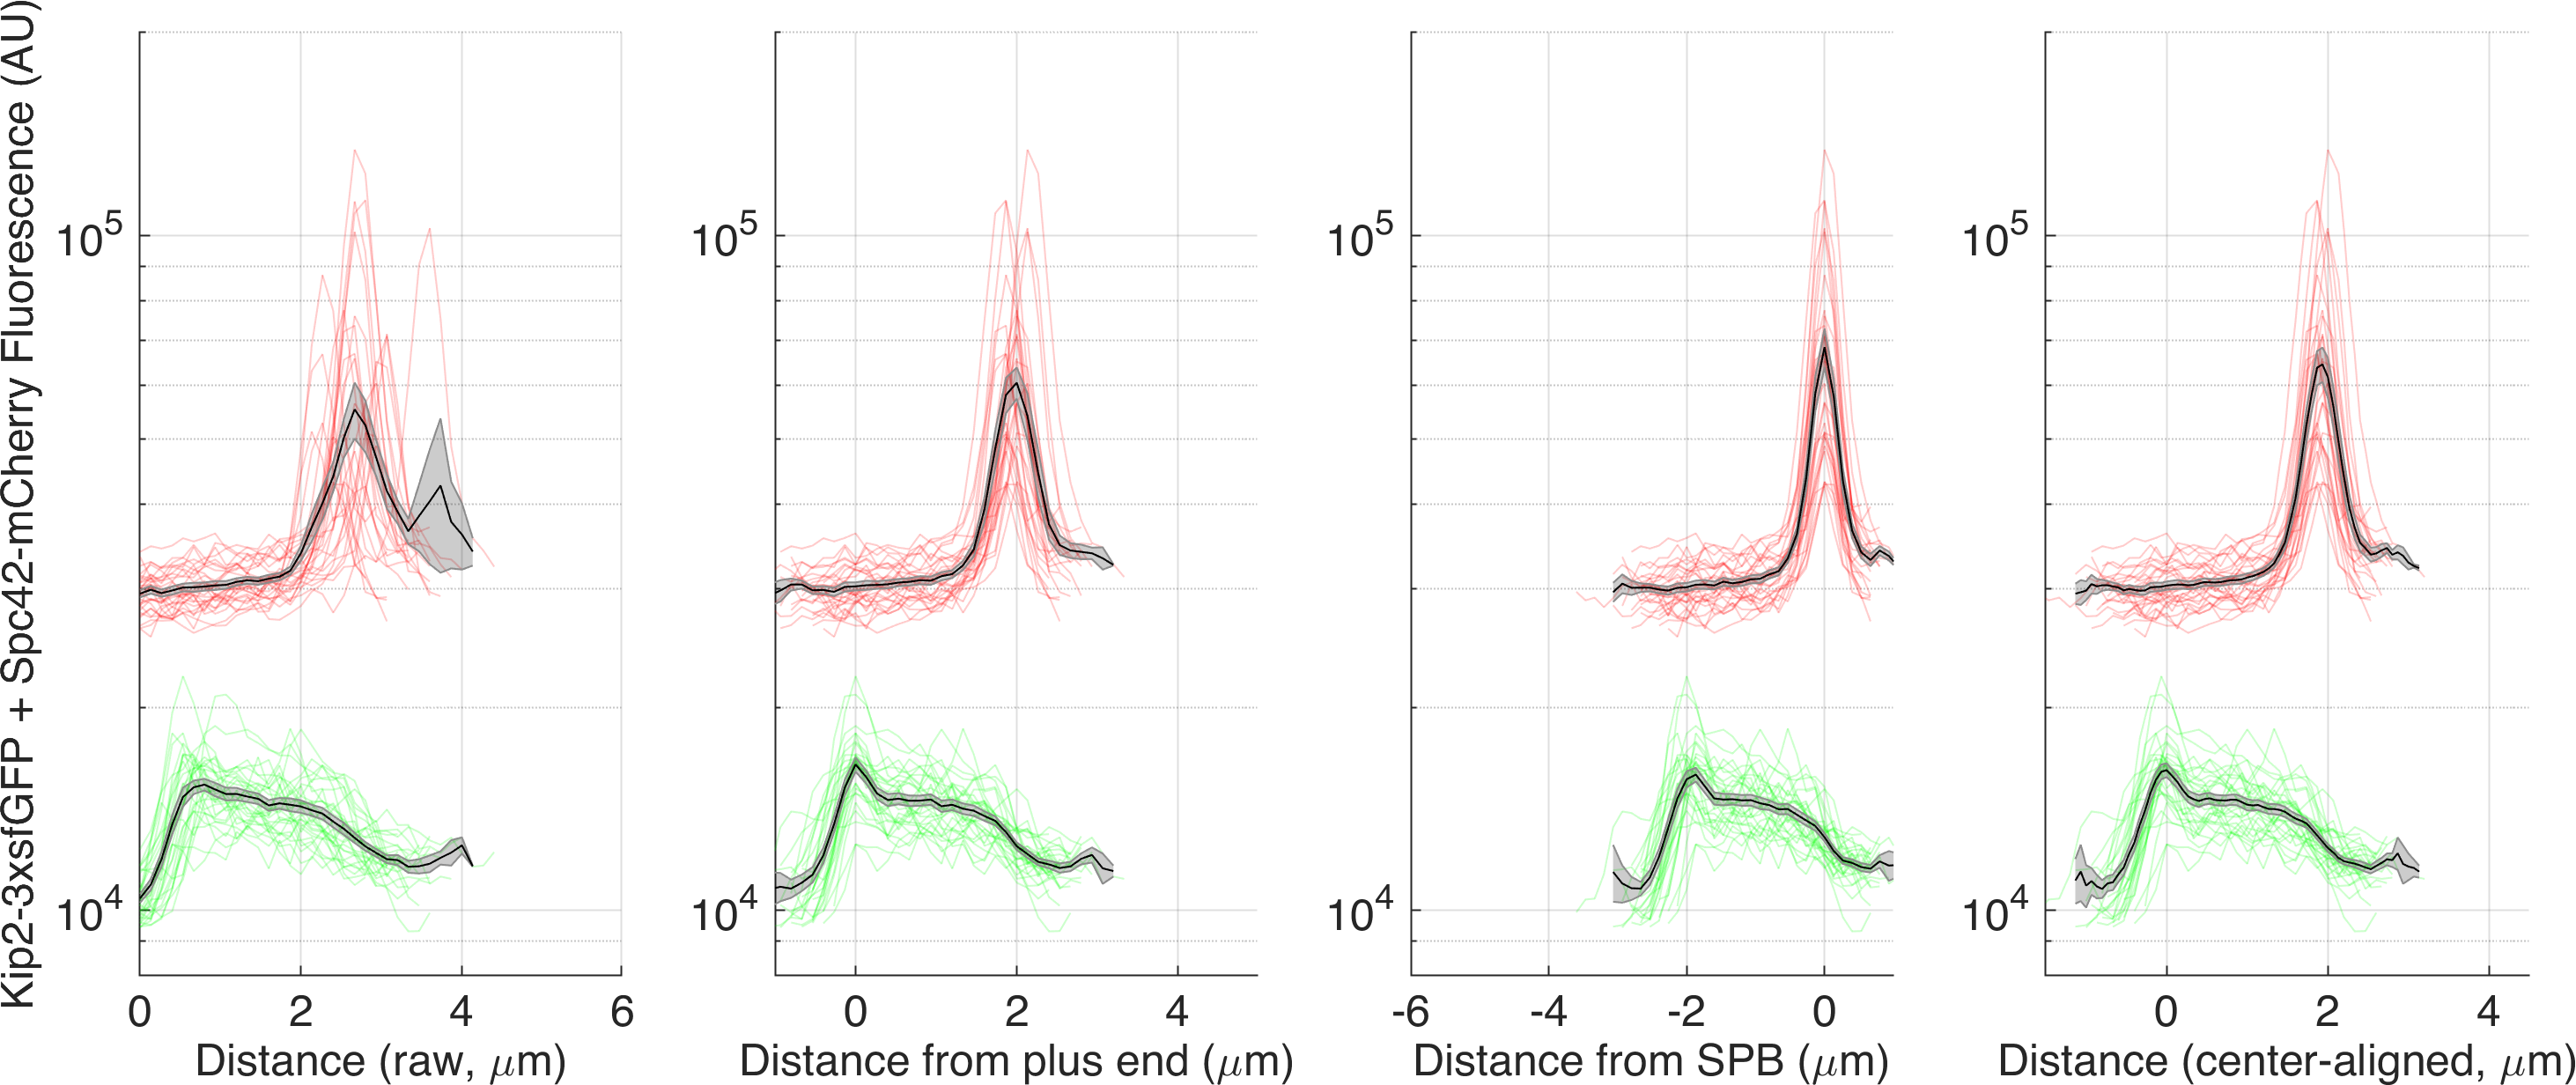 Kip2-3xsfGFP + Spc42-mCherry Fluorescence (AU)
10^5
10^4
0 2 4 6
Distance (raw, μm)
10^5
10^4
0 2 4
Distance from plus end (μm)
10^5
10^4
-6 -4 -2 0
Distance from SPB (μm)
10^5
10^4
0 2 4
Distance (center-aligned, μm)